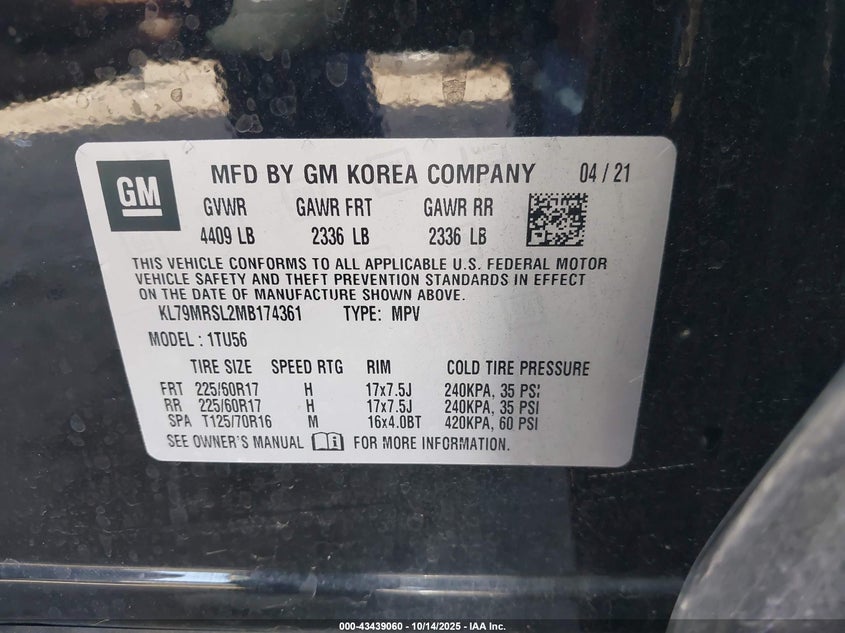 GM
MFD BY GM KOREA COMPANY 04 / 21
GVWR GAWR FRT GAWR RR
4409 LB 2336 LB 2336 LB
THIS VEHICLE CONFORMS TO ALL APPLICABLE U.S. FEDERAL MOTOR
VEHICLE SAFETY AND THEFT PREVENTION STANDARDS IN EFFECT
ON THE DATE OF MANUFACTURE SHOWN ABOVE.
KL79MRSL2MB174361 TYPE: MPV
MODEL : 1TU56
TIRE SIZE SPEED RTG RIM COLD TIRE PRESSURE
FRT 225/60R17 H 17x7.5J 240KPA, 35 PSI
RR 225/60R17 H 17x7.5J 240KPA, 35 PSI
SPA T125/70R16 M 16x4.0BT 420KPA, 60 PSI
SEE OWNER'S MANUAL FOR MORE INFORMATION.
000-43439060 - 10/14/2025 - IAA Inc.